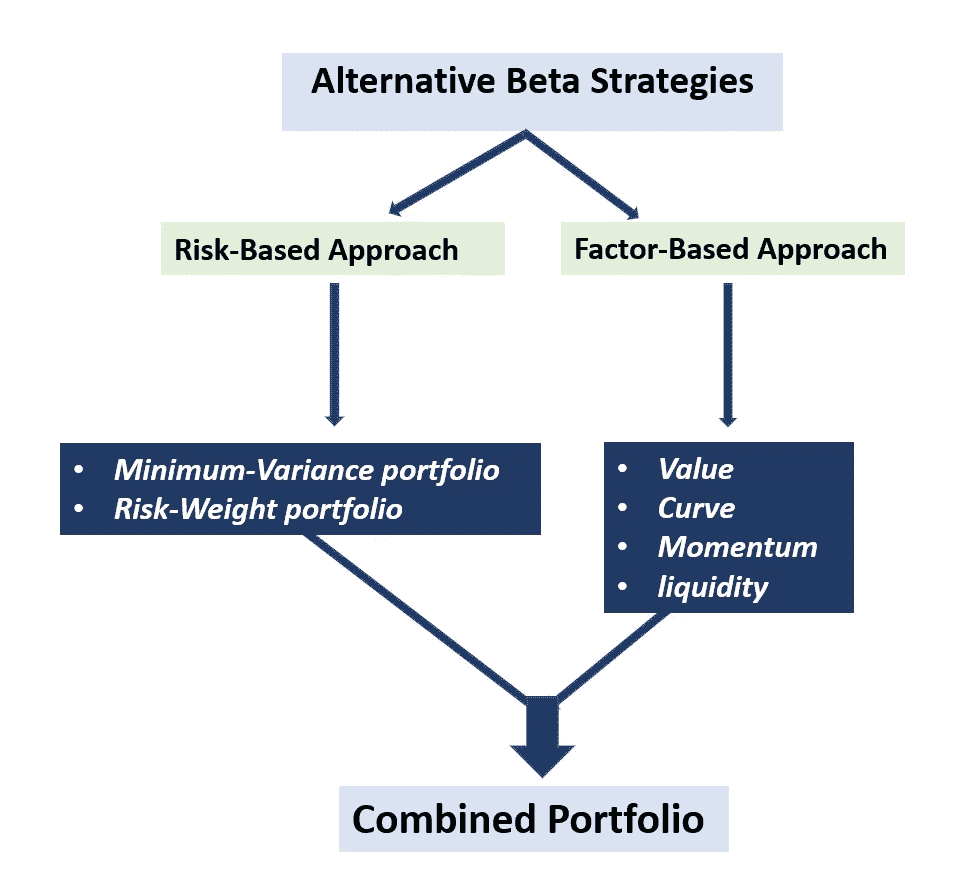 Alternative Beta Strategies
Risk-Based Approach
Factor-Based Approach
• Minimum-Variance portfolio
• Risk-Weight portfolio
• Value
• Curve
• Momentum
• liquidity
Combined Portfolio